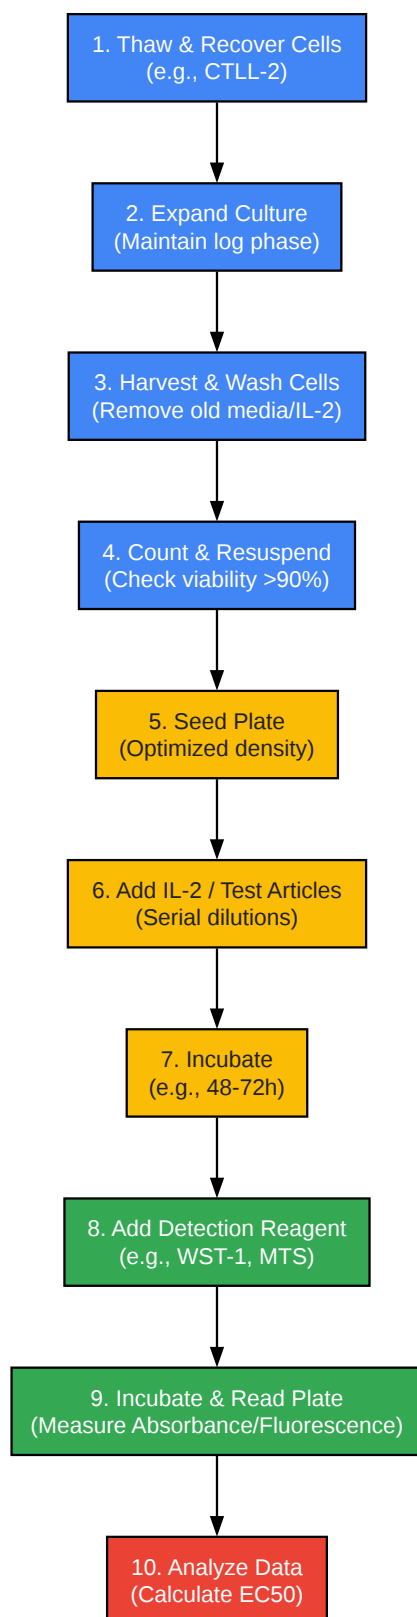 1. Thaw & Recover Cells
(e.g., CTLL-2)
2. Expand Culture
(Maintain log phase)
3. Harvest & Wash Cells
(Remove old media/IL-2)
4. Count & Resuspend
(Check viability >90%)
5. Seed Plate
(Optimized density)
6. Add IL-2 / Test Articles
(Serial dilutions)
7. Incubate
(e.g., 48-72h)
8. Add Detection Reagent
(e.g., WST-1, MTS)
9. Incubate & Read Plate
(Measure Absorbance/Fluorescence)
10. Analyze Data
(Calculate EC50)